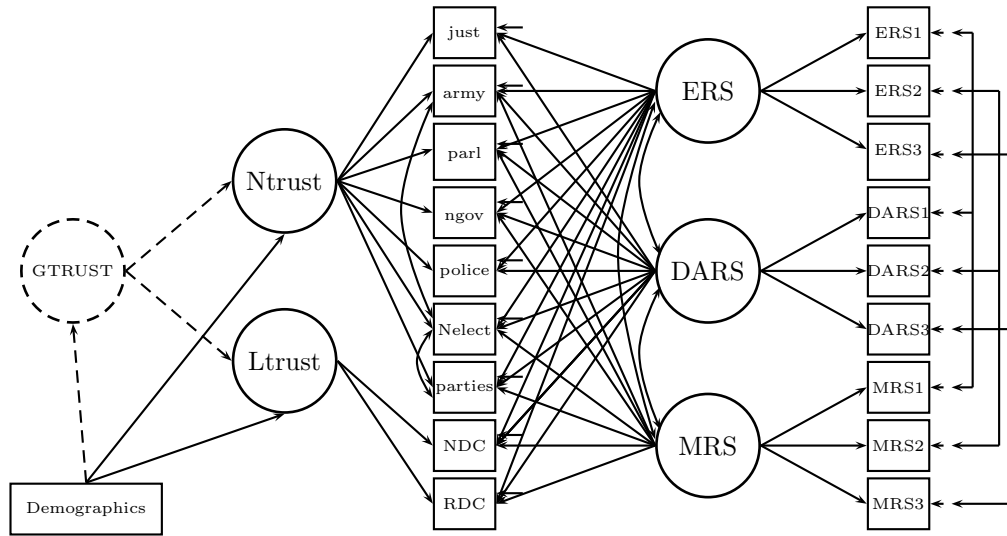 just
ERS1
army
ERS
ERS2
parl
ERS3
Ntrust
ngov
DARS1
GTRUST
police
DARS
DARS2
Nelect
DARS3
Ltrust
parties
MRS1
NDC
MRS
MRS2
Demographics
RDC
MRS3